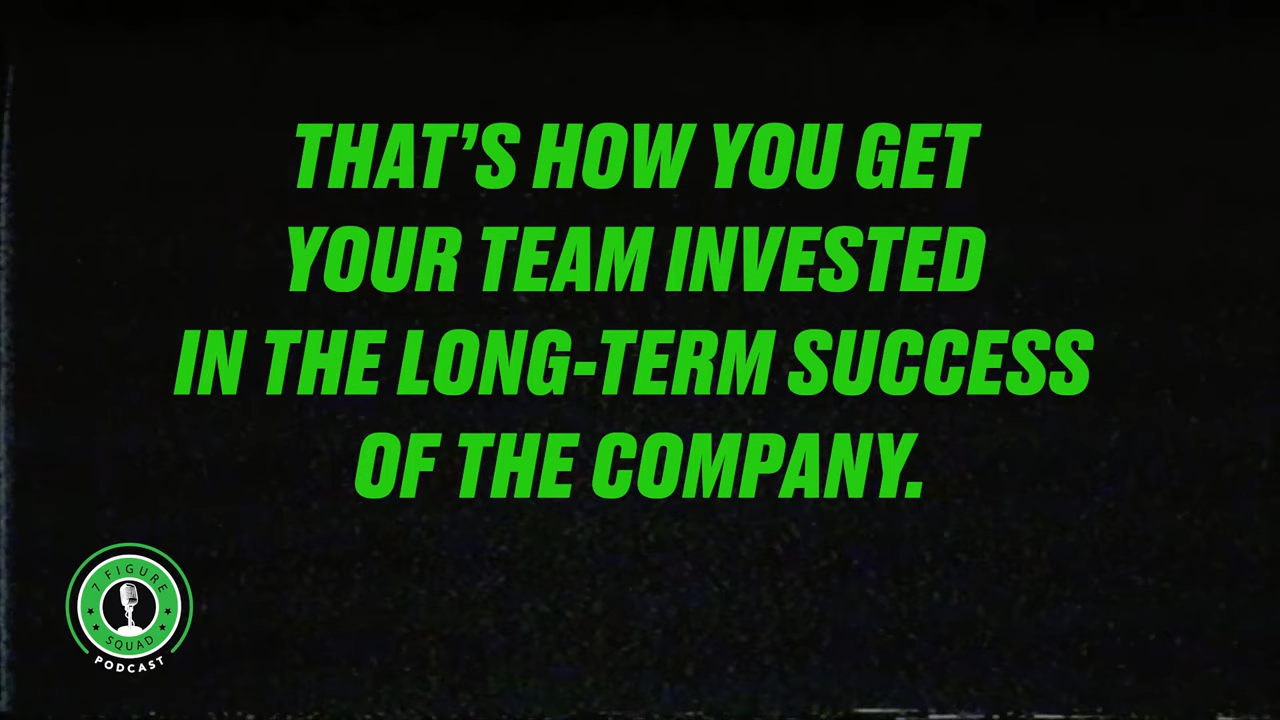 THAT’S HOW YOU GET
YOUR TEAM INVESTED
IN THE LONG-TERM SUCCESS
OF THE COMPANY.
7 FIGURE
SQUAD
PODCAST